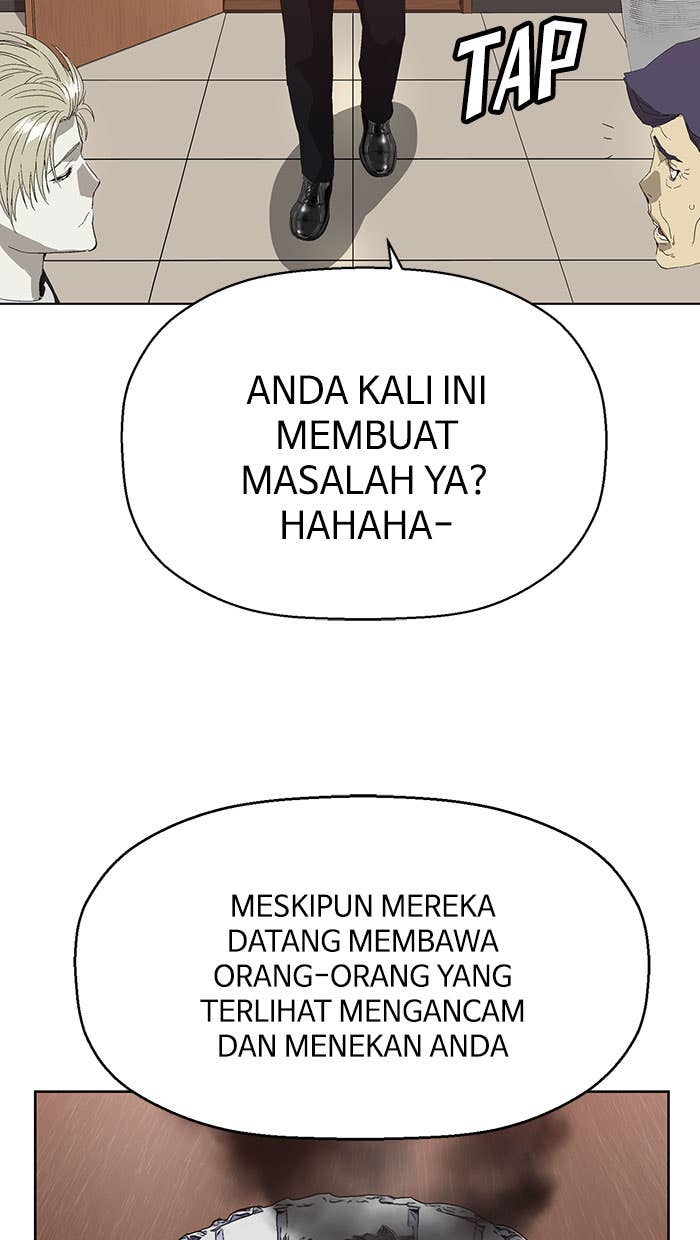 TAP
ANDA KALI INI
MEMBUAT
MASALAH YA?
HAHAHA-
MESKIPUN MEREKA
DATANG MEMBAWA
ORANG-ORANG YANG
TERLIHAT MENGANCAM
DAN MENEKAN ANDA